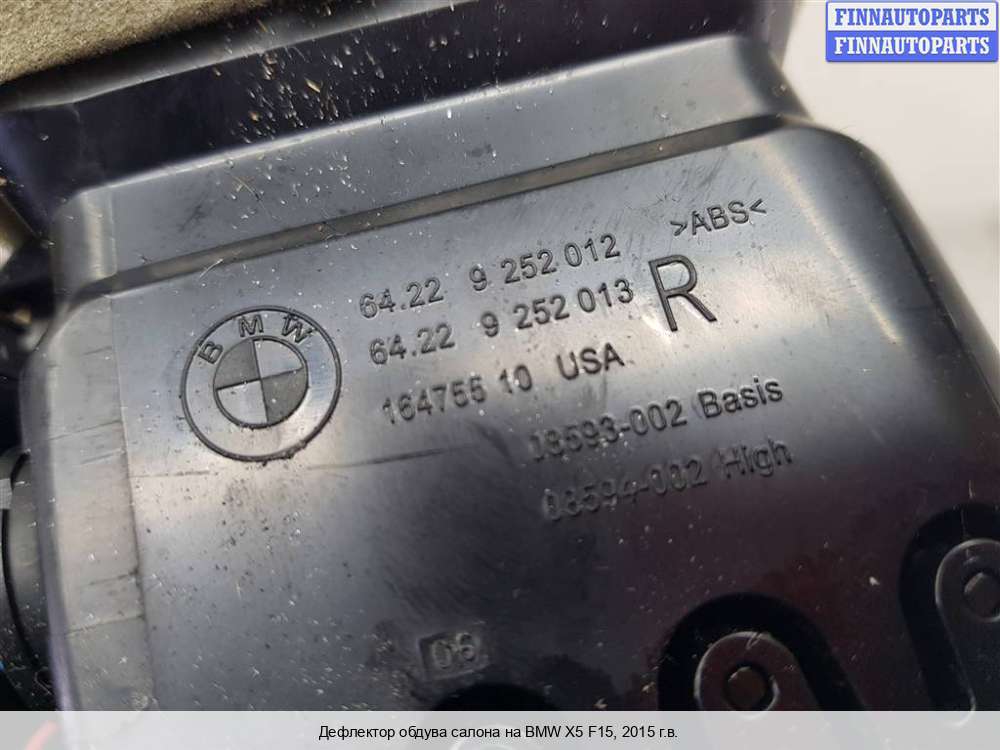 FINNAUTOPARTS
FINNAUTOPARTS
>ABS<
64.22 9 252 012
64.22 9 252 013 R
BMW
164755 10 USA
08593-002 Basis
08594-002 High
06
Дефлектор обдува салона на BMW X5 F15, 2015 г.в.